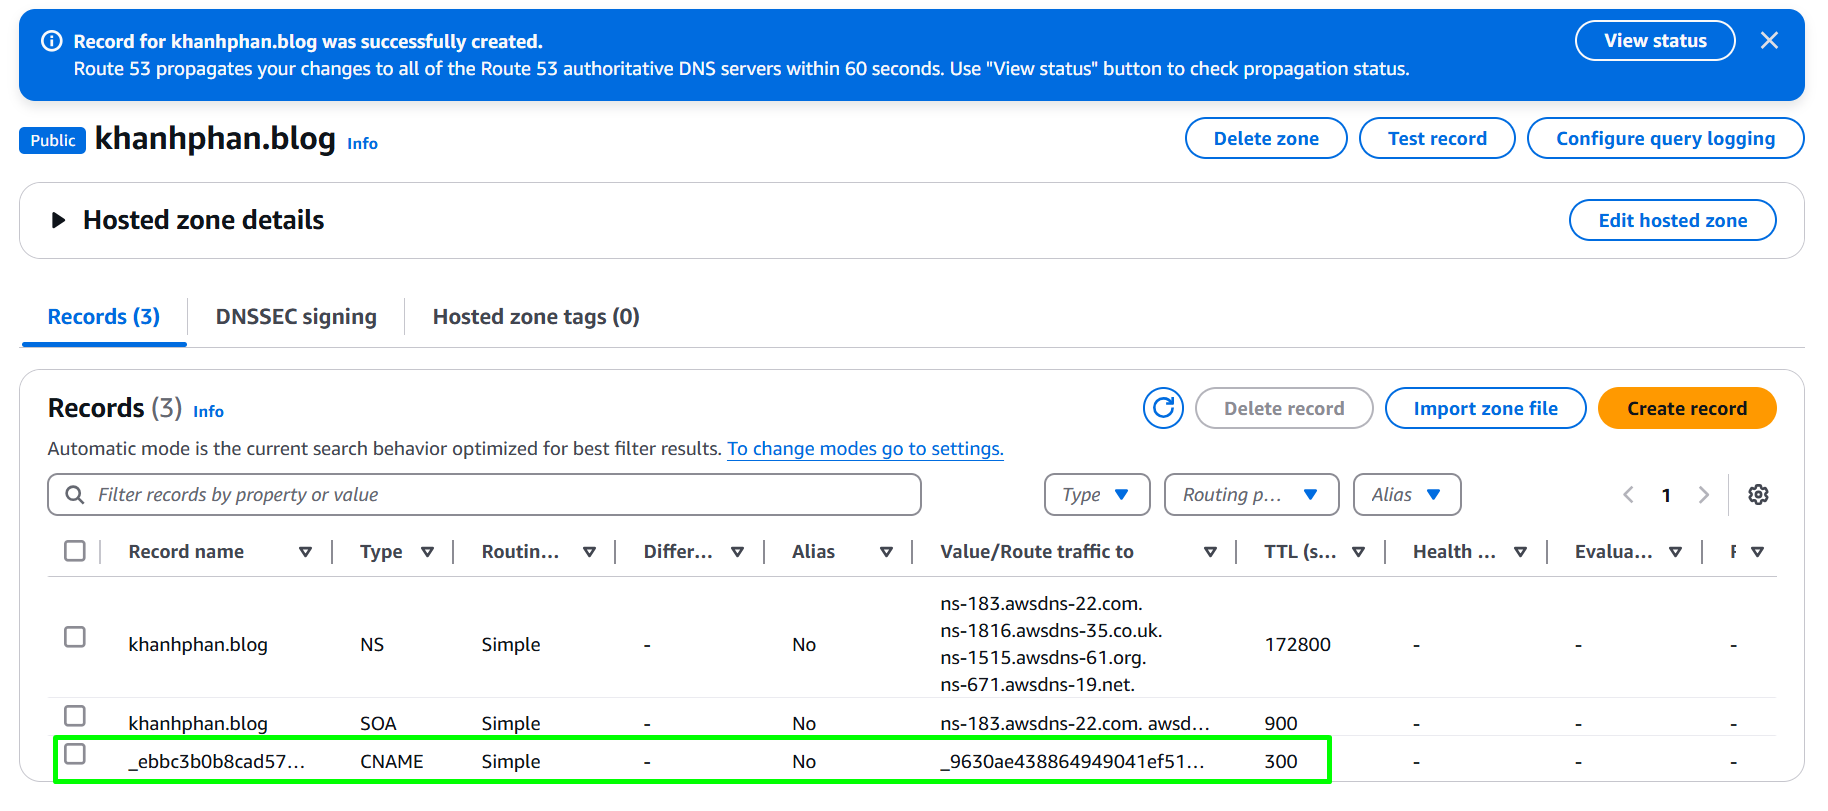 Record for khanhphan.blog was successfully created.
Route 53 propagates your changes to all of the Route 53 authoritative DNS servers within 60 seconds. Use "View status" button to check propagation status.
View status
Public khanhphan.blog Info
Delete zone
Test record
Configure query logging
Hosted zone details
Edit hosted zone
Records (3)
DNSSEC signing
Hosted zone tags (0)
Records (3) Info
Delete record
Import zone file
Create record
Automatic mode is the current search behavior optimized for best filter results. To change modes go to settings.
Filter records by property or value
Type
Routing p...
Alias
1
Record name Type Routin... Differ... Alias Value/Route traffic to TTL (s... Health ... Evalua...
ns-183.awsdns-22.com.
ns-1816.awsdns-35.co.uk.
khanhphan.blog NS Simple - No 172800 - - -
ns-1515.awsdns-61.org.
ns-671.awsdns-19.net.
khanhphan.blog SOA Simple - No ns-183.awsdns-22.com. awsd... 900 - - -
_ebbc3b0b8cad57... CNAME Simple - No _9630ae438864949041ef51... 300 - - -